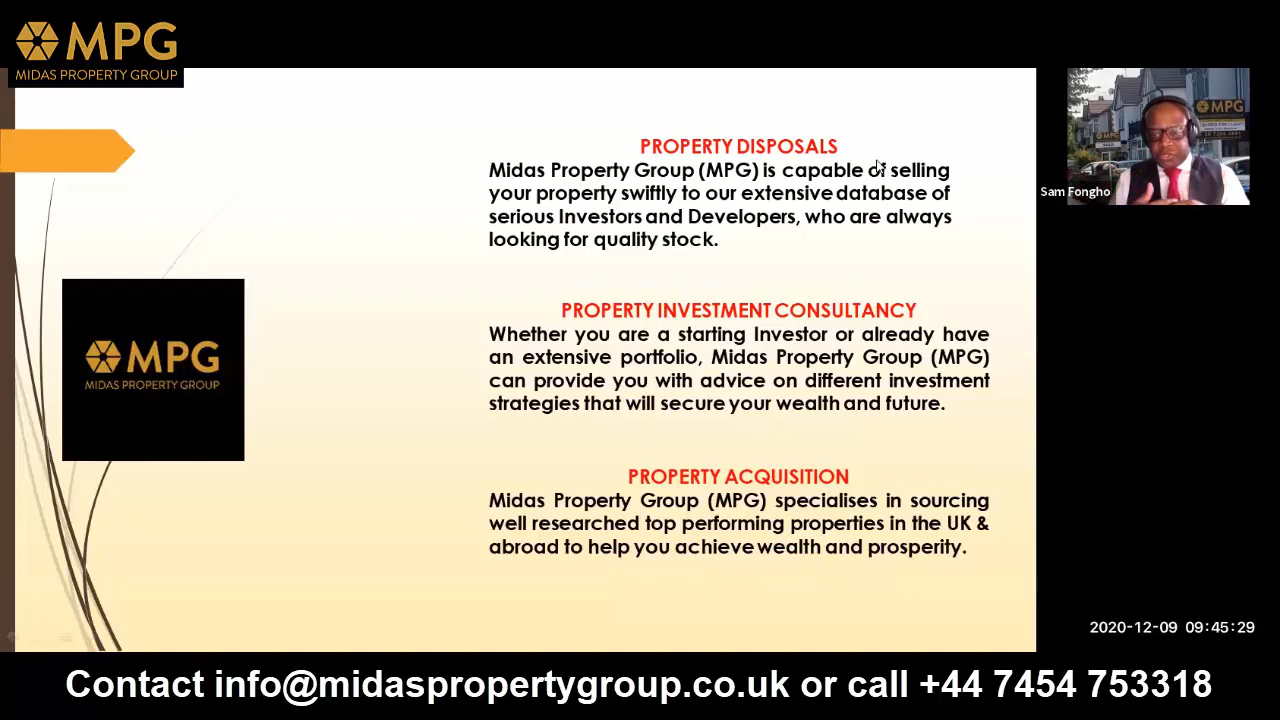 MPG
MIDAS PROPERTY GROUP
PROPERTY DISPOSALS
Midas Property Group (MPG) is capable of selling
your property swiftly to our extensive database of
serious Investors and Developers, who are always
looking for quality stock.
MPG
MIDAS PROPERTY GROUP
PROPERTY INVESTMENT CONSULTANCY
Whether you are a starting Investor or already have
an extensive portfolio, Midas Property Group (MPG)
can provide you with advice on different investment
strategies that will secure your wealth and future.
PROPERTY ACQUISITION
Midas Property Group (MPG) specialises in sourcing
well researched top performing properties in the UK &
abroad to help you achieve wealth and prosperity.
MPG
MPG
SOLD
Sam Fongho
2020-12-09 09:45:29
Contact info@midaspropertygroup.co.uk or call +44 7454 753318